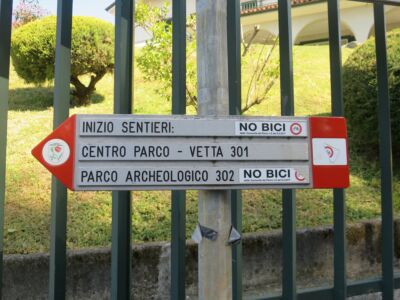 INIZIO SENTIERI: NO BICI
CENTRO PARCO - VETTA 301
PARCO ARCHEOLOGICO 302 NO BICI